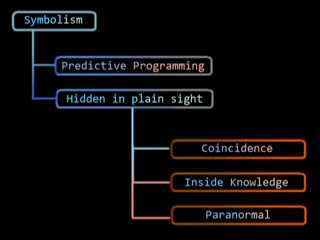 Symbolism
Predictive Programming
Hidden in plain sight
Coincidence
Inside Knowledge
Paranormal